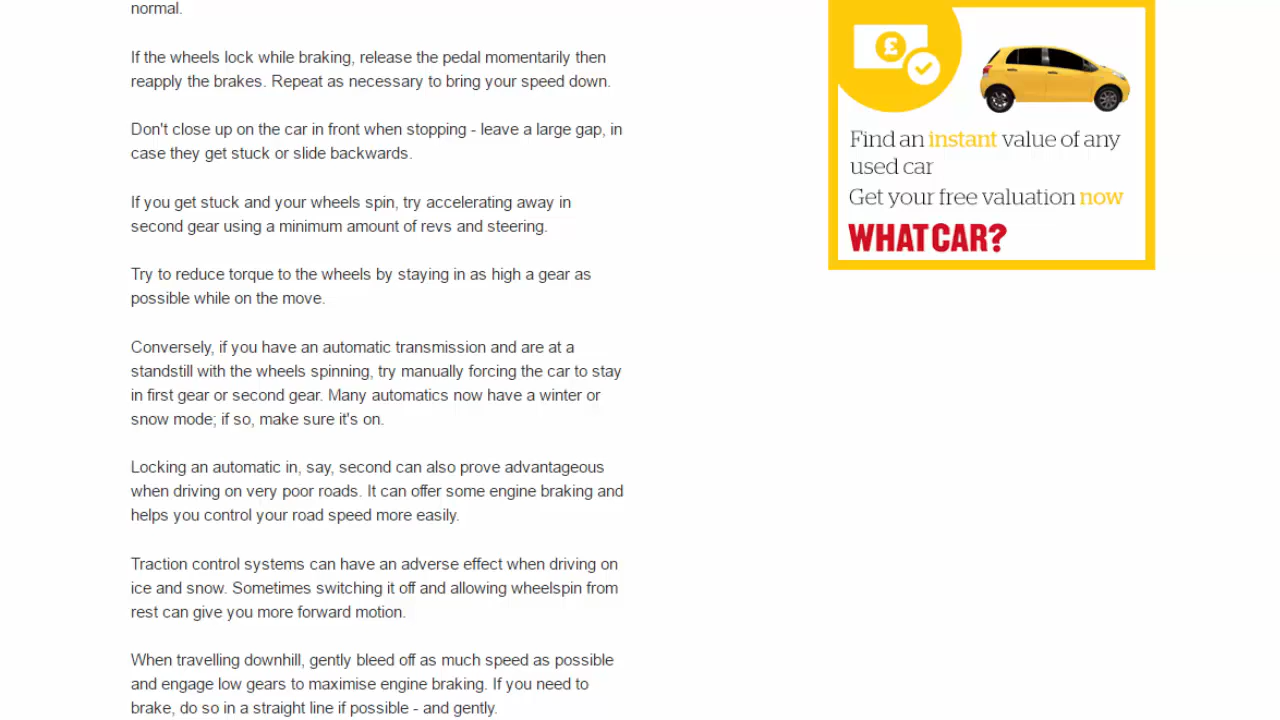 normal.
If the wheels lock while braking, release the pedal momentarily then
reapply the brakes. Repeat as necessary to bring your speed down.
Don't close up on the car in front when stopping - leave a large gap, in
case they get stuck or slide backwards.
If you get stuck and your wheels spin, try accelerating away in
second gear using a minimum amount of revs and steering.
Try to reduce torque to the wheels by staying in as high a gear as
possible while on the move.
Conversely, if you have an automatic transmission and are at a
standstill with the wheels spinning, try manually forcing the car to stay
in first gear or second gear. Many automatics now have a winter or
snow mode; if so, make sure it's on.
Locking an automatic in, say, second can also prove advantageous
when driving on very poor roads. It can offer some engine braking and
helps you control your road speed more easily.
Traction control systems can have an adverse effect when driving on
ice and snow. Sometimes switching it off and allowing wheelspin from
rest can give you more forward motion.
When travelling downhill, gently bleed off as much speed as possible
and engage low gears to maximise engine braking. If you need to
brake, do so in a straight line if possible - and gently.
£
Find an instant value of any
used car
Get your free valuation now
WHATCAR?